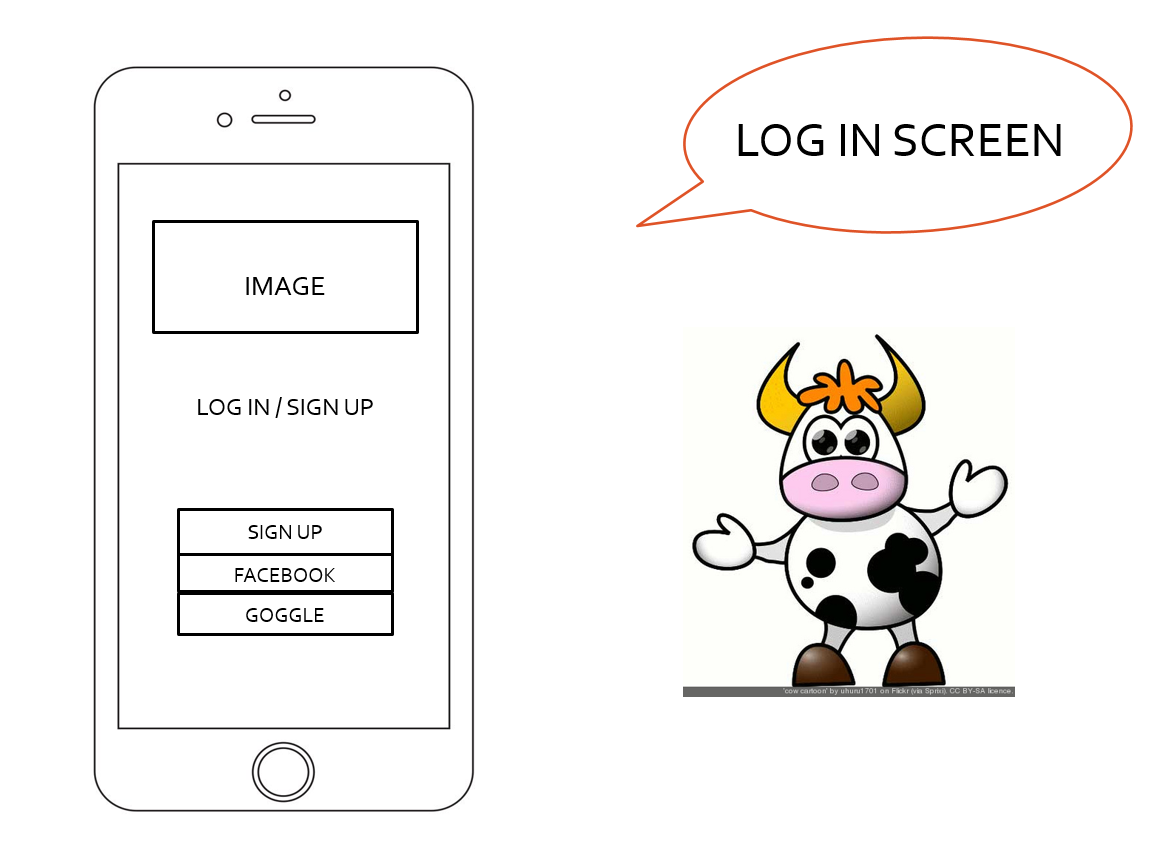 LOG IN SCREEN
IMAGE
LOG IN / SIGN UP
SIGN UP
FACEBOOK
GOGGLE
'cow cartoon' by uhuru1701 on Flickr (via Sprixi). CC BY-SA licence.